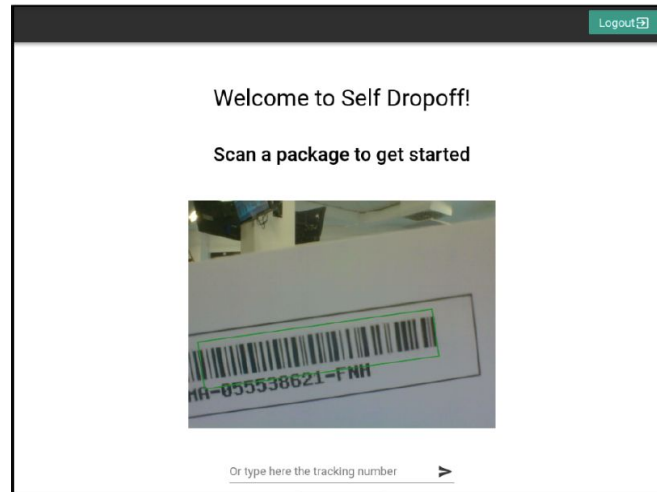 Logout
Welcome to Self Dropoff!
Scan a package to get started
MA-055538621-FNH
Or type here the tracking number